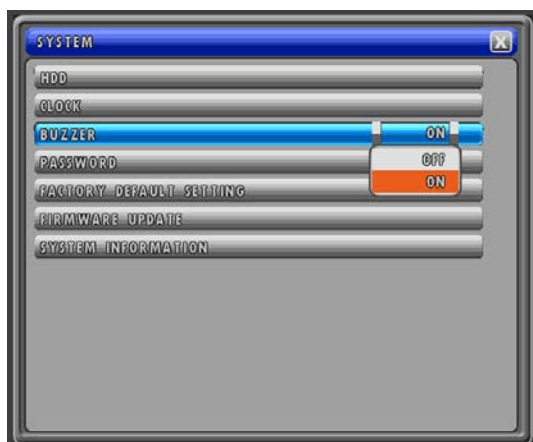 SYSTEM X
HDD
CLOCK
BUZZER ON
PASSWORD OFF
FACTORY DEFAULT SETTING ON
FIRMWARE UPDATE
SYSTEM INFORMATION